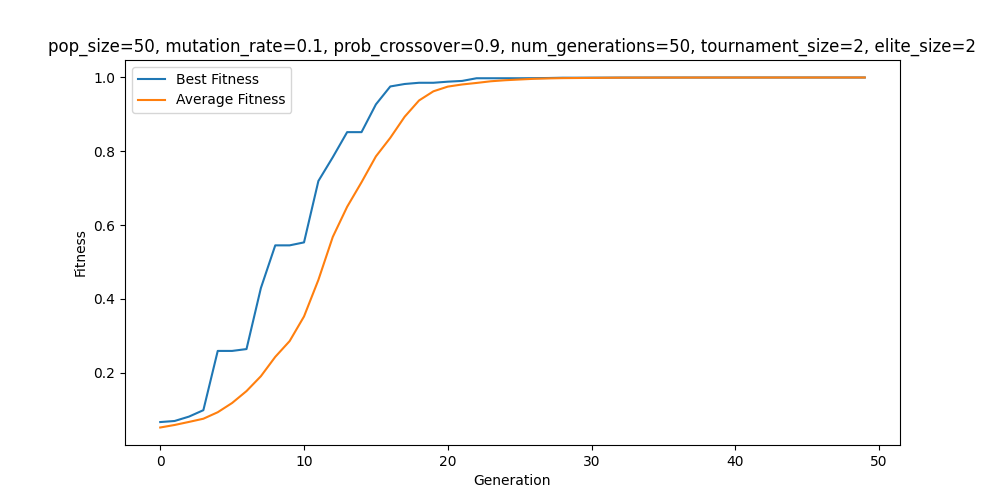 pop_size=50, mutation_rate=0.1, prob_crossover=0.9, num_generations=50, tournament_size=2, elite_size=2
Best Fitness
Average Fitness
1.0
0.8
0.6
0.4
0.2
Fitness
0 10 20 30 40 50
Generation